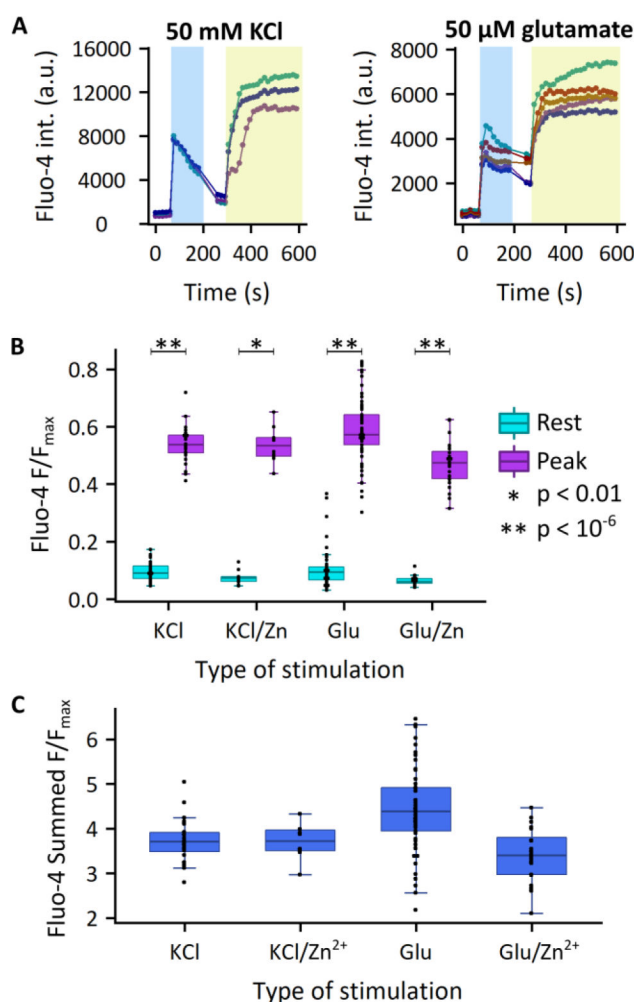 A
50 mM KCl
50 µM glutamate
Fluo-4 int. (a.u.)
16000
12000
8000
4000
0
0 200 400 600
Time (s)
Fluo-4 int. (a.u.)
8000
6000
4000
2000
0 200 400 600
Time (s)
B
Fluo-4 F/Fmax
0.8
0.6
0.4
0.2
0.0
** * ** **
KCl KCl/Zn Glu Glu/Zn
Type of stimulation
Rest
Peak
* p < 0.01
** p < 10⁻⁶
C
Fluo-4 Summed F/Fmax
6
5
4
3
2
KCl KCl/Zn²⁺ Glu Glu/Zn²⁺
Type of stimulation